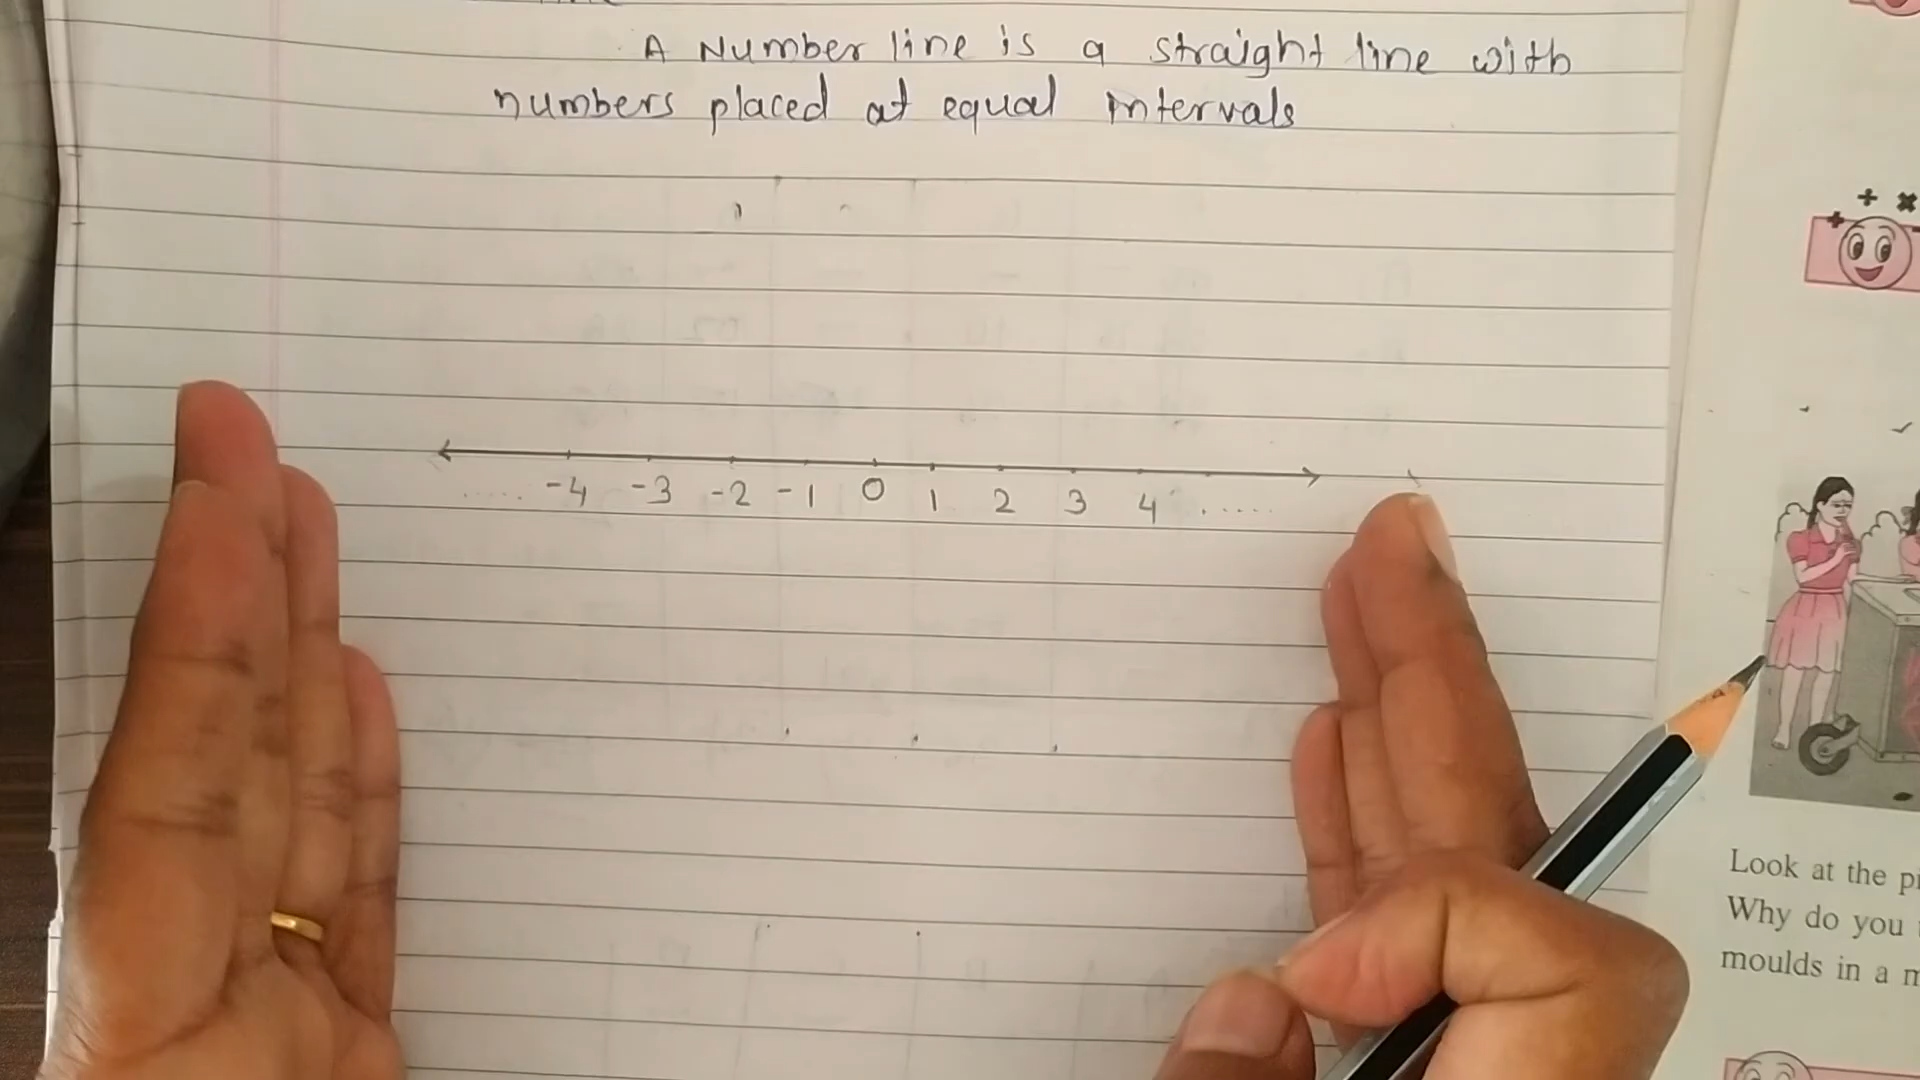 A Number line is a straight line with
numbers placed at equal intervals
..... -4 -3 -2 -1 0 1 2 3 4 .....
Look at the
Why do you
moulds in a